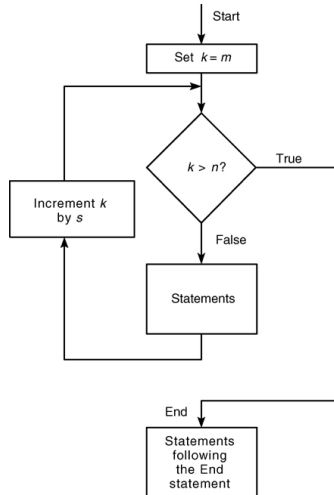 Start
Set k = m
k > n?
True
Increment k
by s
False
Statements
End
Statements
following
the End
statement